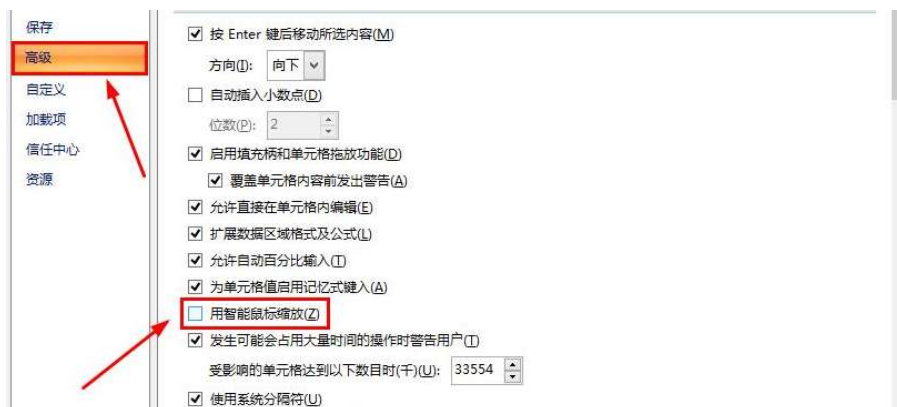 保存
高级
自定义
加载项
信任中心
资源
按 Enter 键后移动所选内容(M)
方向(I): 向下
自动插入小数点(D)
位数(P): 2
启用填充柄和单元格拖放功能(D)
覆盖单元格内容前发出警告(A)
允许直接在单元格内编辑(E)
扩展数据区域格式及公式(L)
允许自动百分比输入(T)
为单元格值启用记忆式键入(A)
用智能鼠标缩放(Z)
发生可能会占用大量时间的操作时警告用户(T)
受影响的单元格达到以下数目时(千)(U): 33554
使用系统分隔符(U)